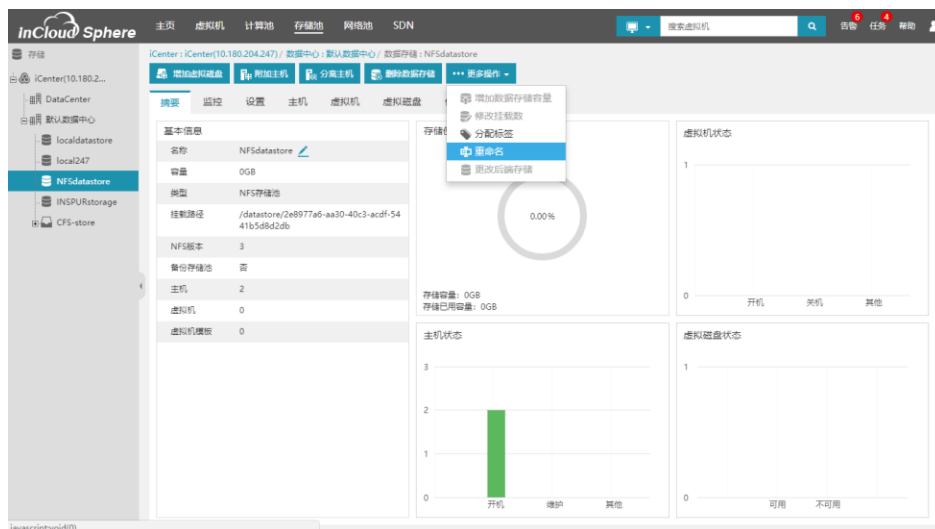 inCloud Sphere
主页 虚拟机 计算池 存储池 网络池 SDN
搜索虚拟机
6 4
告警 任务 帮助
存储
iCenter : iCenter(10.180.204.247) / 数据中心 : 默认数据中心 / 数据存储 : NFSdatastore
iCenter(10.180.2...
DataCenter
默认数据中心
localdatastore
local247
NFSdatastore
INSPURstorage
CFS-store
增加虚拟磁盘 附加主机 分离主机 删除数据存储 ••• 更多操作
摘要 监控 设置 主机 虚拟机 虚拟磁盘
增加数据存储容量
修改挂载数
分配标签
重命名
更改后端存储
基本信息
名称 NFSdatastore
容量 0GB
类型 NFS存储池
挂载路径 /datastore/2e8977a6-aa30-40c3-acdf-54
41b5d8d2db
NFS版本 3
备份存储池 否
主机 2
虚拟机 0
虚拟机模板 0
存储
0.00%
存储容量: 0GB
存储已用容量: 0GB
虚拟机状态
1
0
开机 关机 其他
主机状态
3
2
1
0
开机 维护 其他
虚拟磁盘状态
1
0
可用 不可用
javascript:void(0)